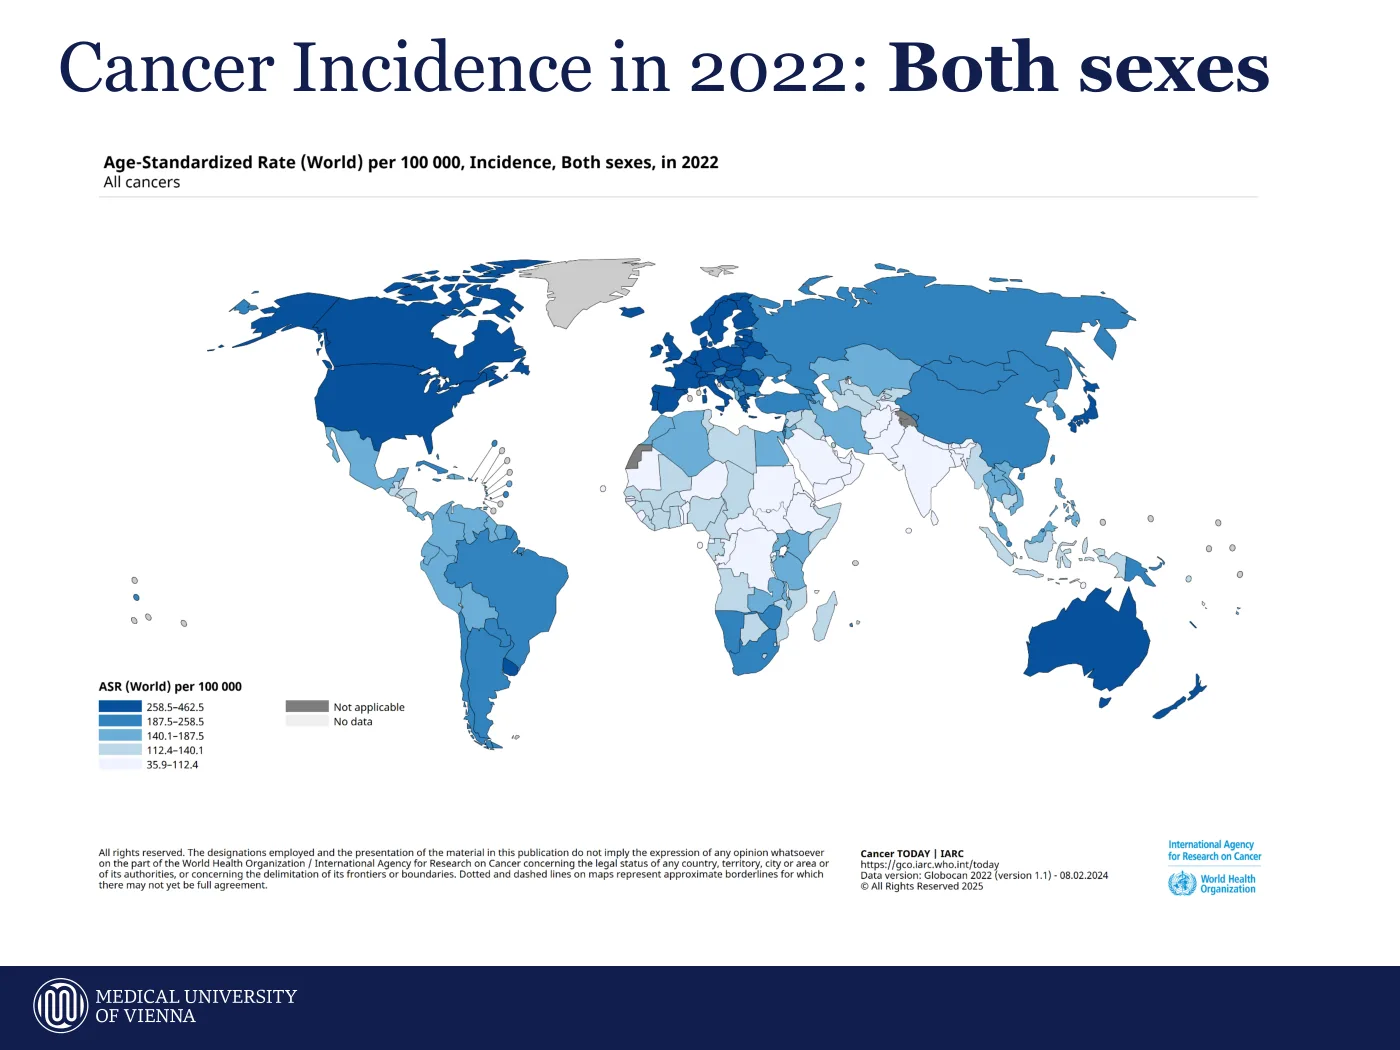 Cancer Incidence in 2022: Both sexes
Age-Standardized Rate (World) per 100 000, Incidence, Both sexes, in 2022
All cancers
ASR (World) per 100 000
258.5–462.5
187.5–258.5
140.1–187.5
112.4–140.1
35.9–112.4
Not applicable
No data
All rights reserved. The designations employed and the presentation of the material in this publication do not imply the expression of any opinion whatsoever
on the part of the World Health Organization / International Agency for Research on Cancer concerning the legal status of any country, territory, city or area or
of its authorities, or concerning the delimitation of its frontiers or boundaries. Dotted and dashed lines on maps represent approximate borderlines for which
there may not yet be full agreement.
Cancer TODAY | IARC
https://gco.iarc.who.int/today
Data version: Globocan 2022 (version 1.1) - 08.02.2024
© All Rights Reserved 2025
International Agency
for Research on Cancer
World Health
Organization
MEDICAL UNIVERSITY
OF VIENNA